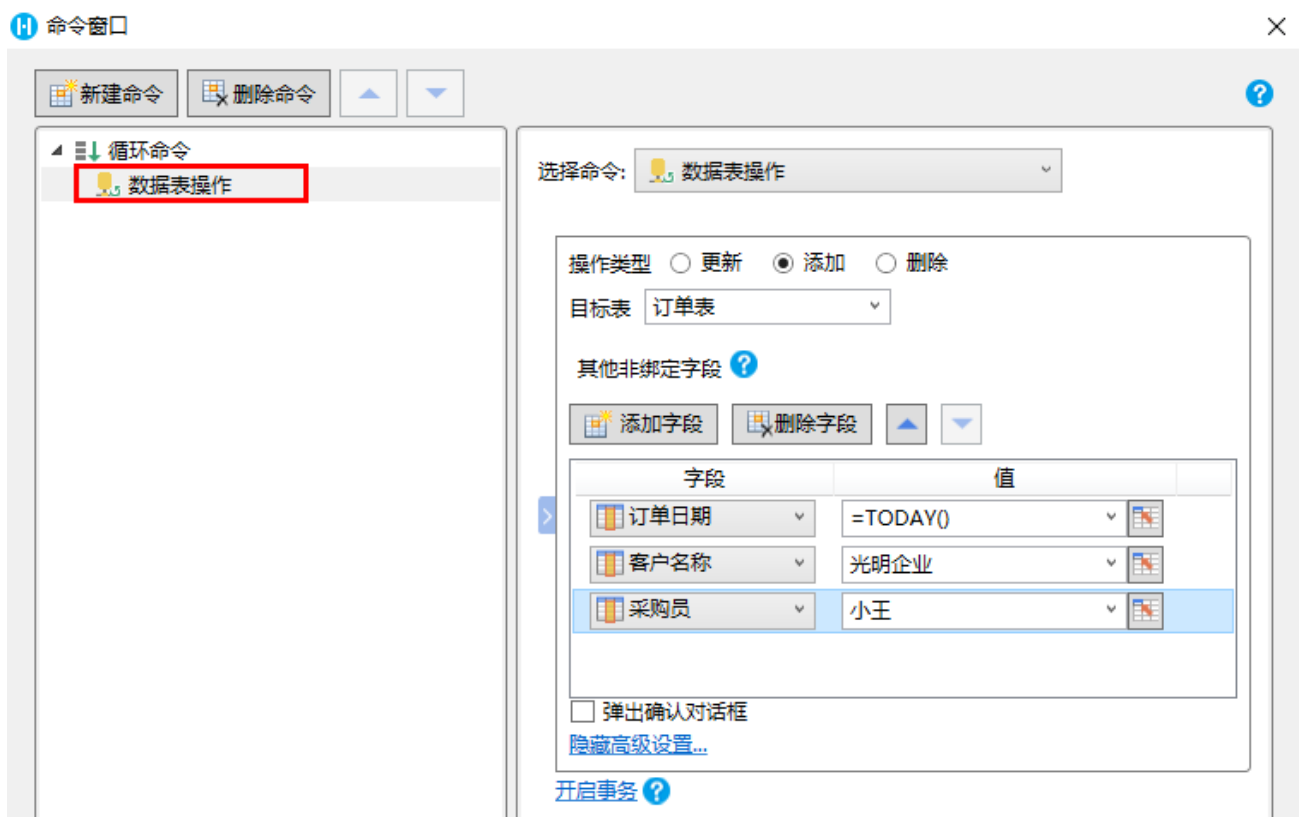 命令窗口
新建命令 删除命令
循环命令
数据表操作
选择命令: 数据表操作
操作类型 更新 添加 删除
目标表 订单表
其他非绑定字段
添加字段 删除字段
字段 值
订单日期 =TODAY()
客户名称 光明企业
采购员 小王
弹出确认对话框
隐藏高级设置...
开启事务